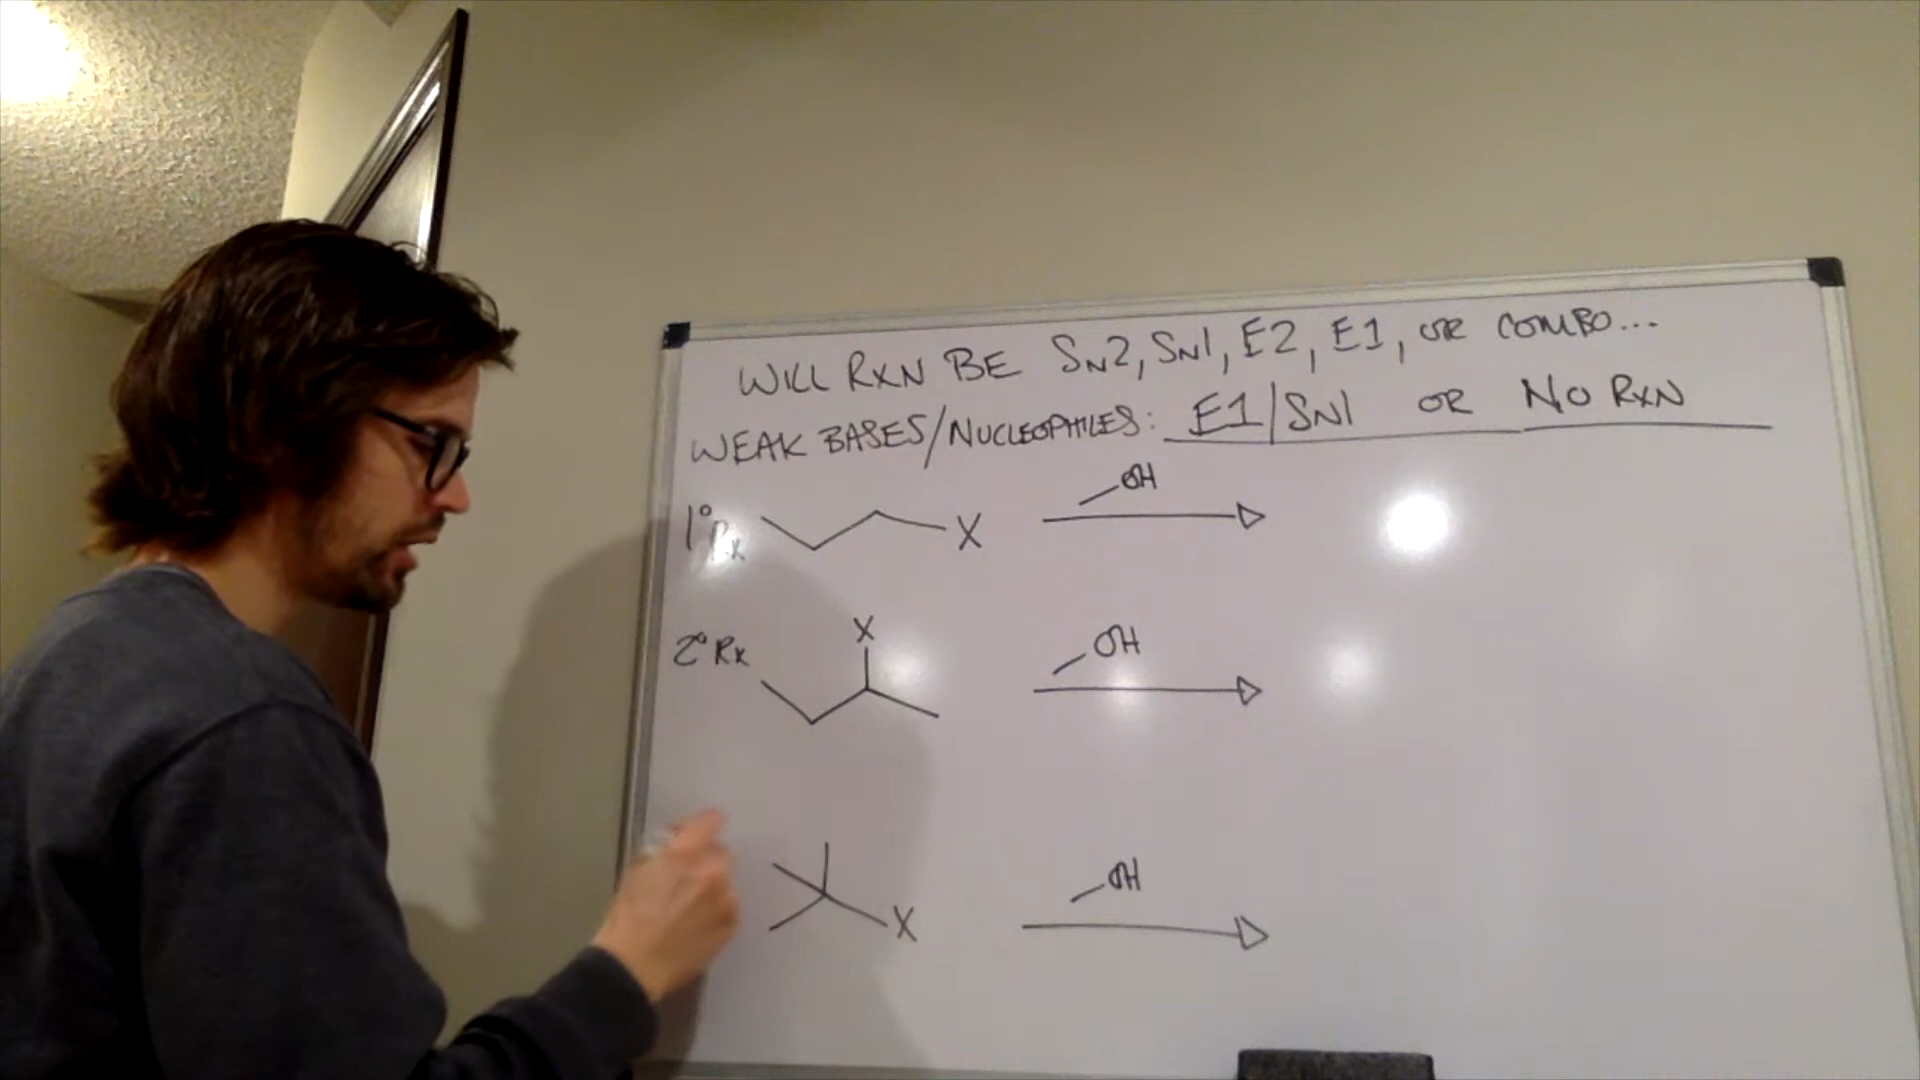 WILL RXN BE SN2, SN1, E2, E1, OR COMBO...
WEAK BASES/NUCLEOPHILES: E1/SN1 OR NO RXN
1° Rx X OH
2° Rx X OH
X OH